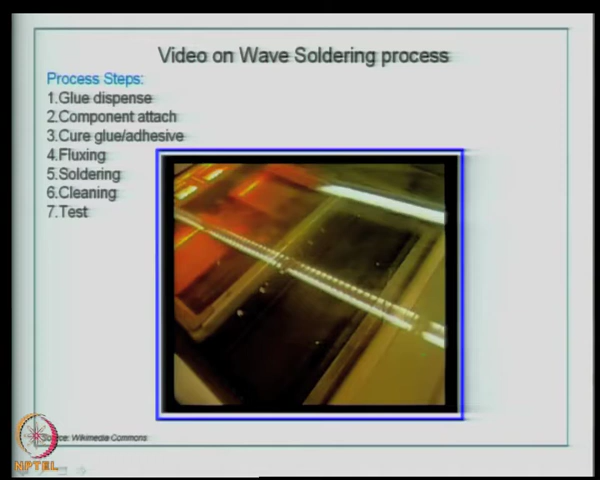 Video on Wave Soldering process
Process Steps:
1.Glue dispense
2.Component attach
3.Cure glue/adhesive
4.Fluxing
5.Soldering
6.Cleaning
7.Test
Source: Wikimedia Commons
NPTEL